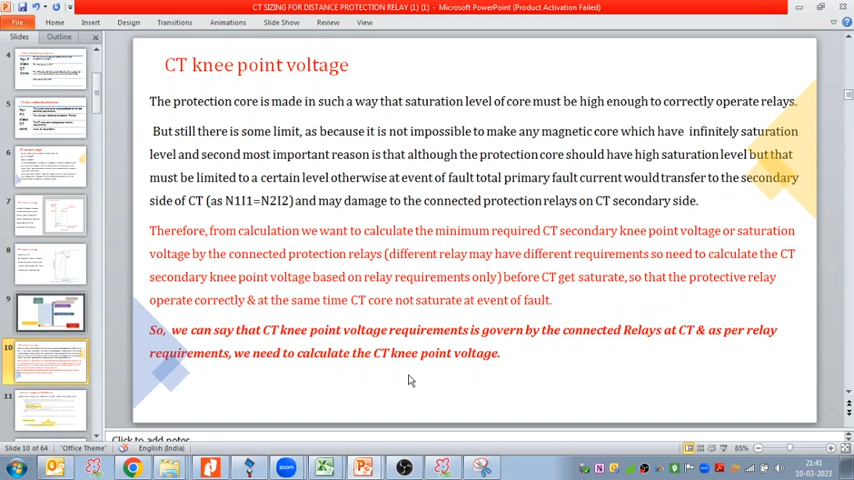 CT SIZING FOR DISTANCE PROTECTION RELAY (1) (1) - Microsoft PowerPoint (Product Activation Failed)
File Home Insert Design Transitions Animations Slide Show Review View
Slides Outline
4
5
6
7
8
9
10
11
CT knee point voltage
The protection core is made in such a way that saturation level of core must be high enough to correctly operate relays.
But still there is some limit, as because it is not impossible to make any magnetic core which have infinitely saturation
level and second most important reason is that although the protection core should have high saturation level but that
must be limited to a certain level otherwise at event of fault total primary fault current would transfer to the secondary
side of CT (as N1I1=N2I2) and may damage to the connected protection relays on CT secondary side.
Therefore, from calculation we want to calculate the minimum required CT secondary knee point voltage or saturation
voltage by the connected protection relays (different relay may have different requirements so need to calculate the CT
secondary knee point voltage based on relay requirements only) before CT get saturate, so that the protective relay
operate correctly & at the same time CT core not saturate at event of fault.
So, we can say that CT knee point voltage requirements is govern by the connected Relays at CT & as per relay
requirements, we need to calculate the CT knee point voltage.
Click to add notes
Slide 10 of 64 "Office Theme" English (India) 85%
zoom
21:41
10-03-2023